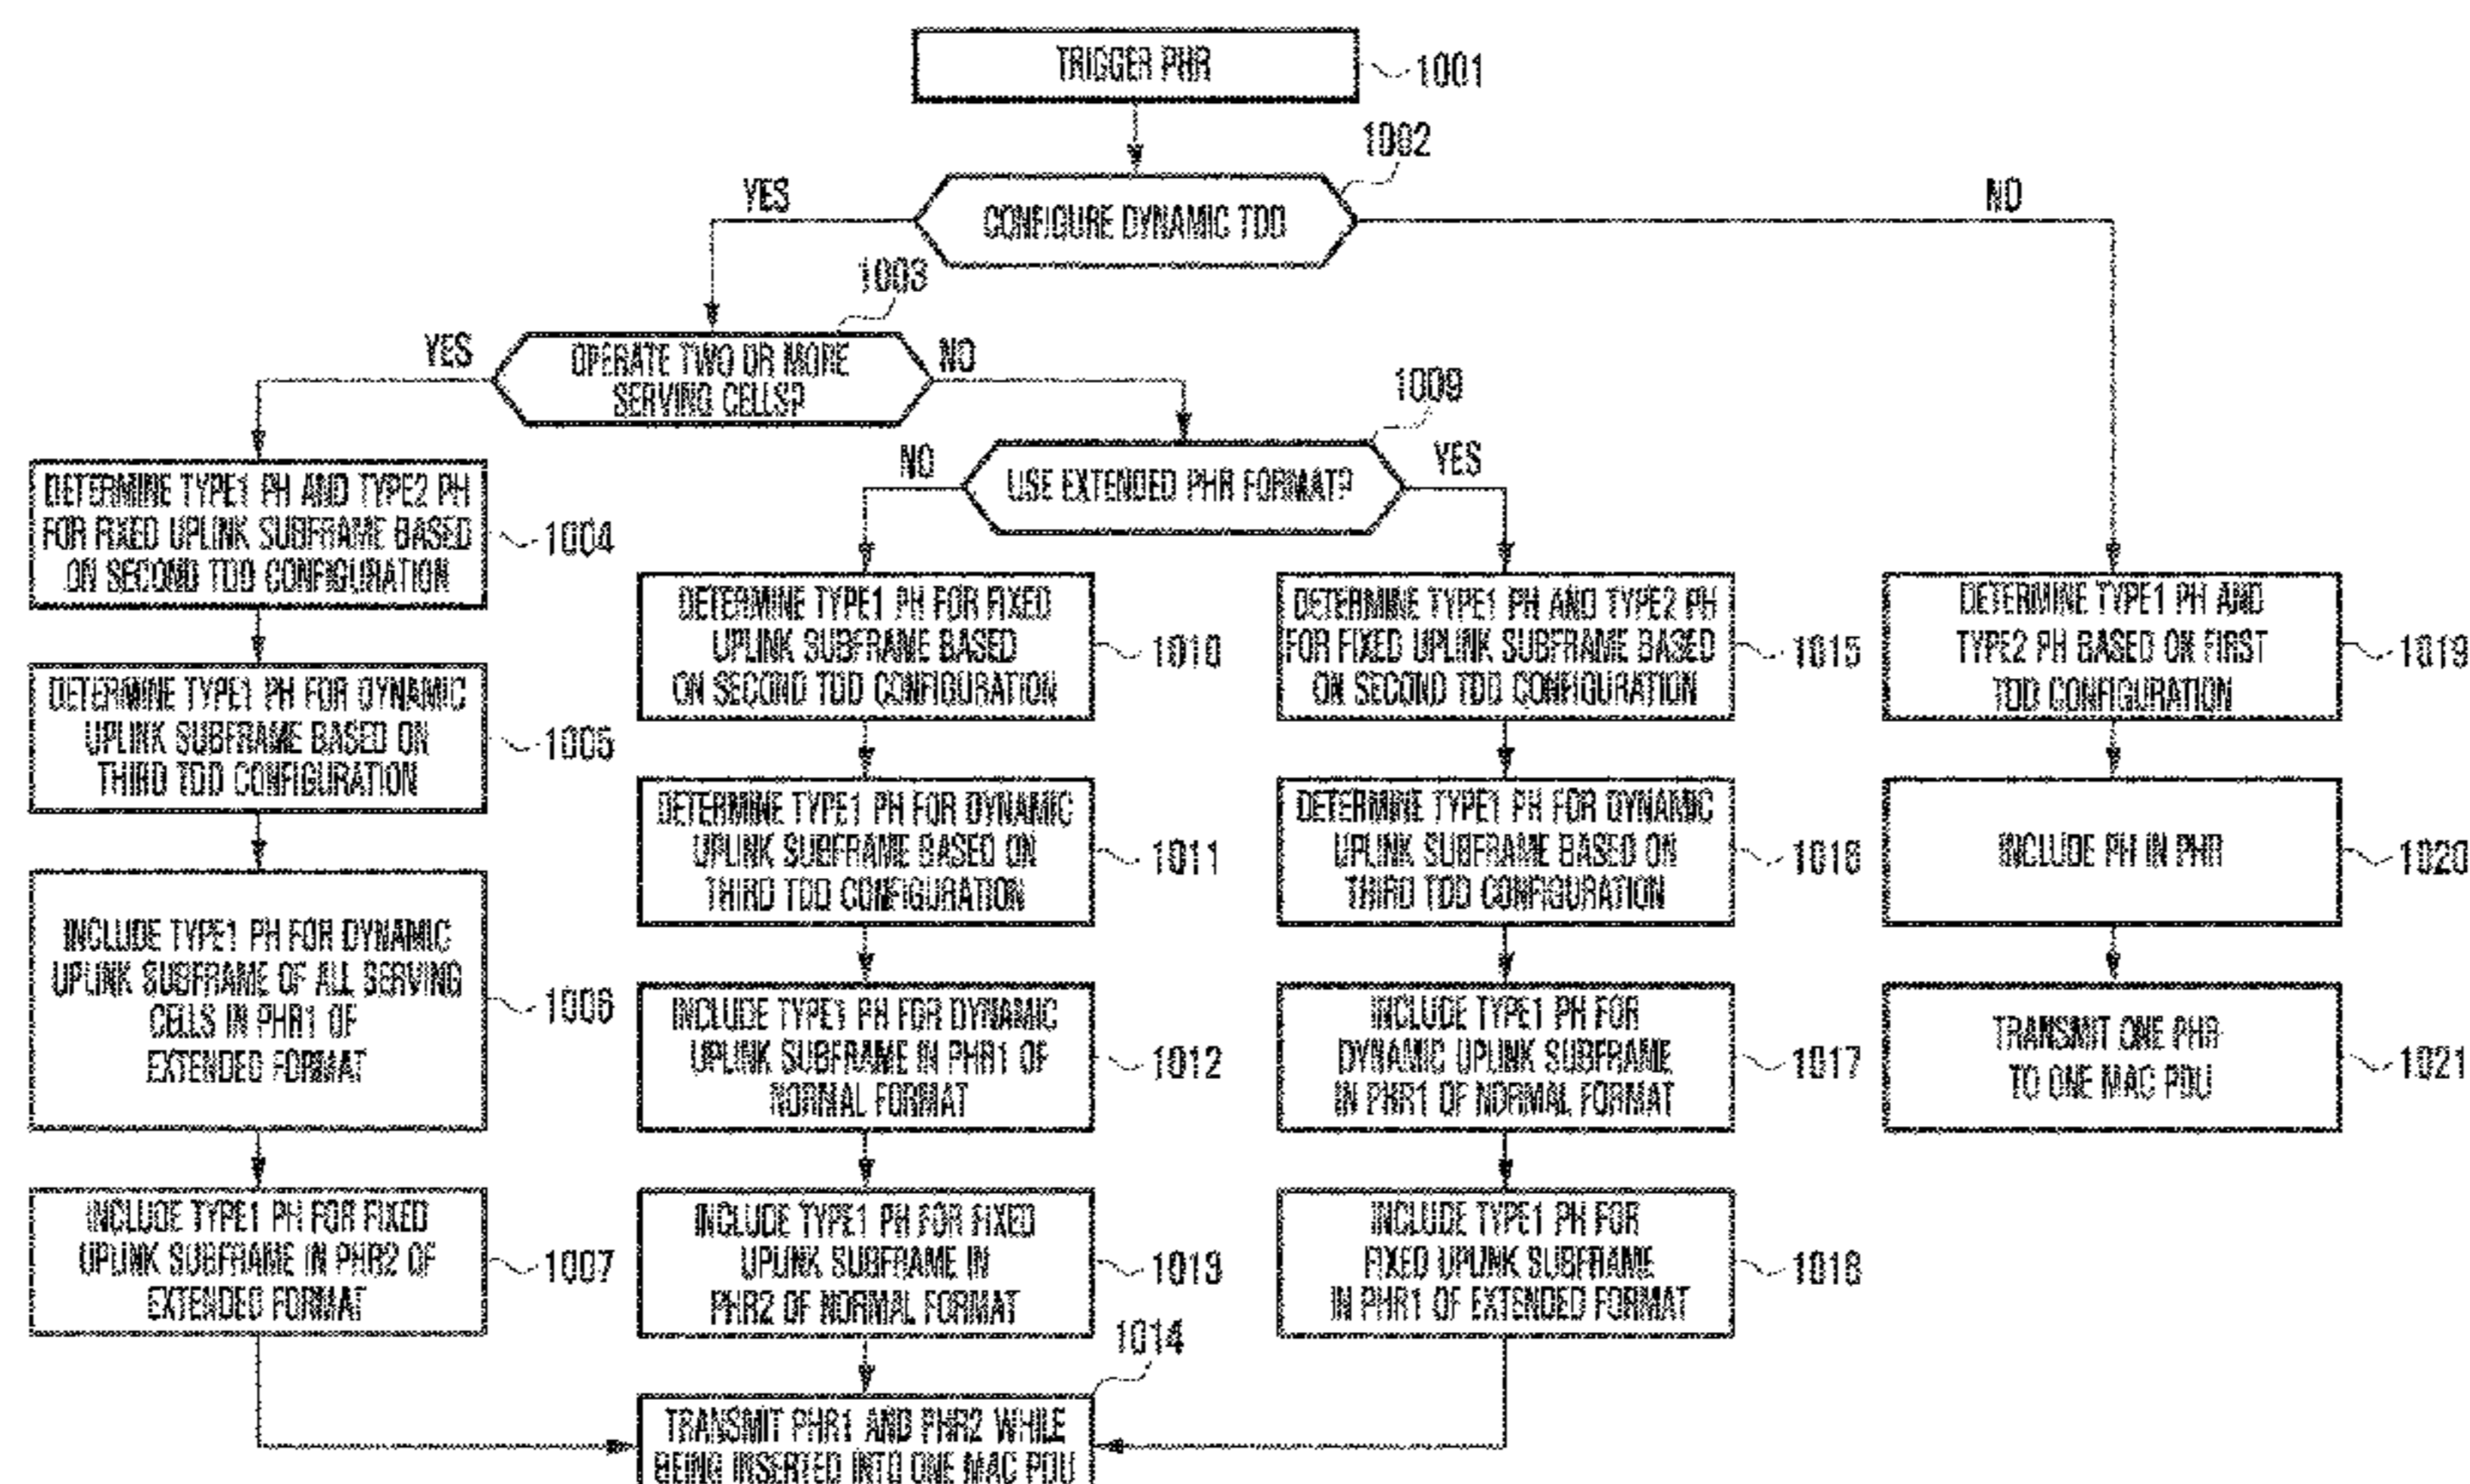 TRIGGER PHR
1001
1002
YES
CONFIGURE DYNAMIC TDD
NO
1003
YES
OPERATE TWO OR MORE
SERVING CELLS?
NO
1009
NO
USE EXTENDED PHR FORMAT?
YES
DETERMINE TYPE1 PH AND TYPE2 PH
FOR FIXED UPLINK SUBFRAME BASED
ON SECOND TDD CONFIGURATION
1004
DETERMINE TYPE1 PH FOR DYNAMIC
UPLINK SUBFRAME BASED ON
THIRD TDD CONFIGURATION
1005
INCLUDE TYPE1 PH FOR DYNAMIC
UPLINK SUBFRAME OF ALL SERVING
CELLS IN PHR1 OF
EXTENDED FORMAT
1006
INCLUDE TYPE1 PH FOR FIXED
UPLINK SUBFRAME IN PHR2 OF
EXTENDED FORMAT
1007
DETERMINE TYPE1 PH FOR FIXED
UPLINK SUBFRAME BASED
ON SECOND TDD CONFIGURATION
1010
DETERMINE TYPE1 PH FOR DYNAMIC
UPLINK SUBFRAME BASED ON
THIRD TDD CONFIGURATION
1011
INCLUDE TYPE1 PH FOR DYNAMIC
UPLINK SUBFRAME IN PHR1 OF
NORMAL FORMAT
1012
INCLUDE TYPE1 PH FOR FIXED
UPLINK SUBFRAME IN
PHR2 OF NORMAL FORMAT
1013
1014
TRANSMIT PHR1 AND PHR2 WHILE
BEING INSERTED INTO ONE MAC PDU
DETERMINE TYPE1 PH AND TYPE2 PH
FOR FIXED UPLINK SUBFRAME BASED
ON SECOND TDD CONFIGURATION
1015
DETERMINE TYPE1 PH FOR DYNAMIC
UPLINK SUBFRAME BASED ON
THIRD TDD CONFIGURATION
1016
INCLUDE TYPE1 PH FOR
DYNAMIC UPLINK SUBFRAME
IN PHR1 OF NORMAL FORMAT
1017
INCLUDE TYPE1 PH FOR
FIXED UPLINK SUBFRAME
IN PHR1 OF EXTENDED FORMAT
1018
DETERMINE TYPE1 PH AND
TYPE2 PH BASED ON FIRST
TDD CONFIGURATION
1019
INCLUDE PH IN PHR
1020
TRANSMIT ONE PHR
TO ONE MAC PDU
1021